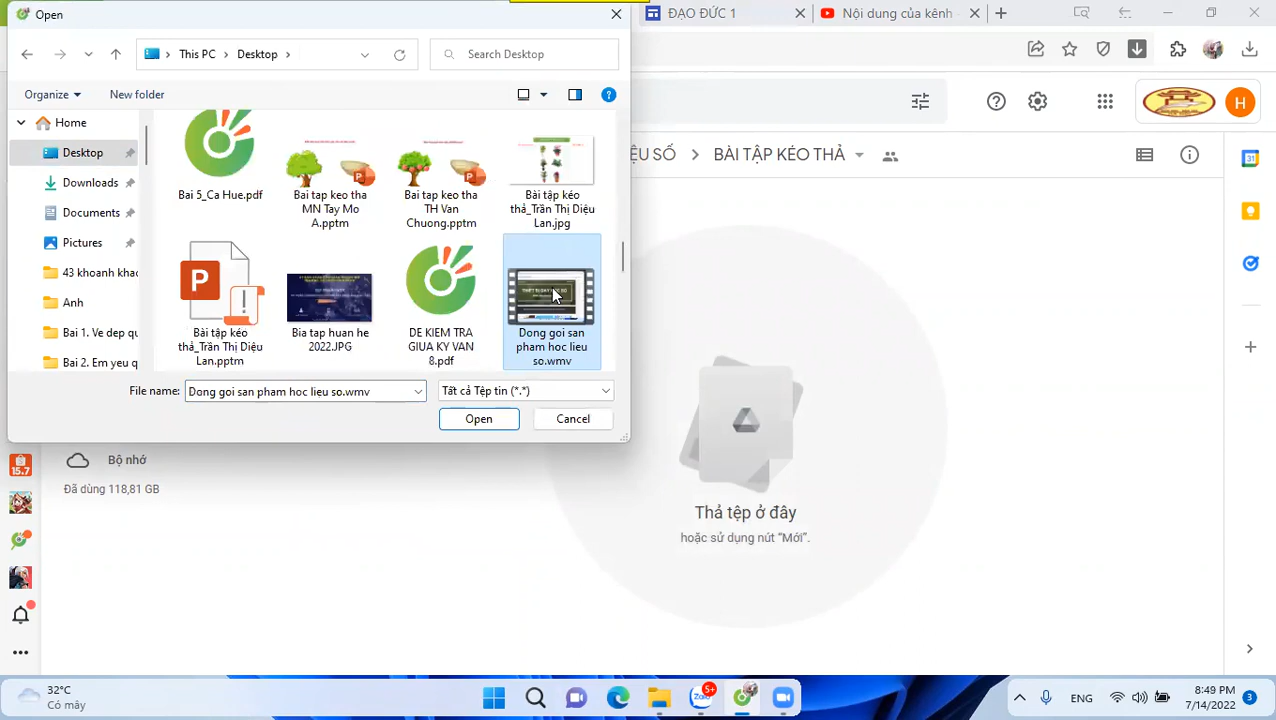 Open
ĐẠO ĐỨC 1
Nội dung của kênh
This PC
Desktop
Search Desktop
Organize
New folder
H
Home
Desktop
Downloads
Documents
Pictures
43 khoanh khac
Anh
Bai 1. Ve dep qu
Bai 2. Em yeu q
Bai 5_Ca Hue.pdf
Bai tap keo tha
MN Tay Mo
A.pptm
Bai tap keo tha
TH Van
Chuong.pptm
Bài tập kéo
thả_Trần Thị Diệu
Lan.jpg
Bài tập kéo
thả_Trần Thị Diệu
Lan.pptm
Bia tap huan he
2022.JPG
DE KIEM TRA
GIUA KY VAN
8.pdf
Dong goi san
pham hoc lieu
so.wmv
File name:
Dong goi san pham hoc lieu so.wmv
Tất cả Tệp tin (*.*)
Open
Cancel
ỆU SỐ
BÀI TẬP KÉO THẢ
Bộ nhớ
Đã dùng 118,81 GB
Thả tệp ở đây
hoặc sử dụng nút “Mới”.
15.7
31
32°C
Có mây
5+
Zalo
ENG
8:49 PM
7/14/2022
3